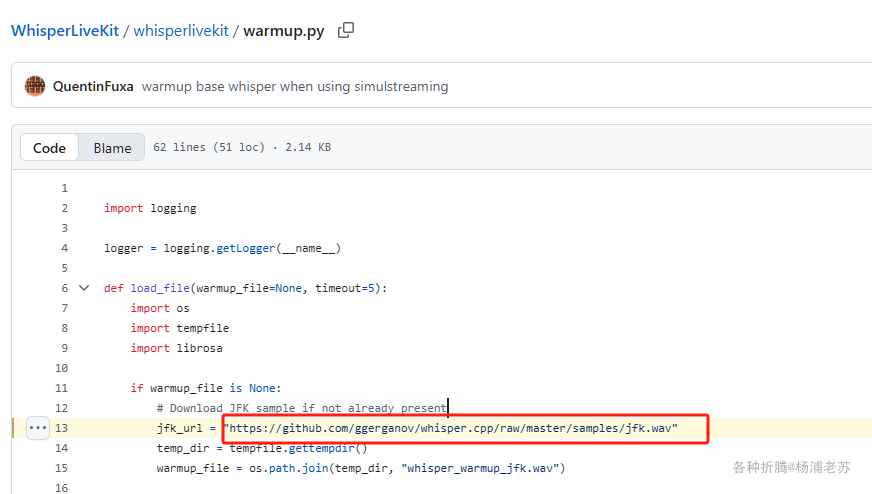 WhisperLiveKit / whisperlivekit / warmup.py
QuentinFuxa warmup base whisper when using simulstreaming
Code Blame 62 lines (51 loc) · 2.14 KB
1
2 import logging
3
4 logger = logging.getLogger(__name__)
5
6 def load_file(warmup_file=None, timeout=5):
7 import os
8 import tempfile
9 import librosa
10
11 if warmup_file is None:
12 # Download JFK sample if not already present
13 jfk_url = "https://github.com/ggerganov/whisper.cpp/raw/master/samples/jfk.wav"
14 temp_dir = tempfile.gettempdir()
15 warmup_file = os.path.join(temp_dir, "whisper_warmup_jfk.wav")
16
各种折腾@杨浦老苏